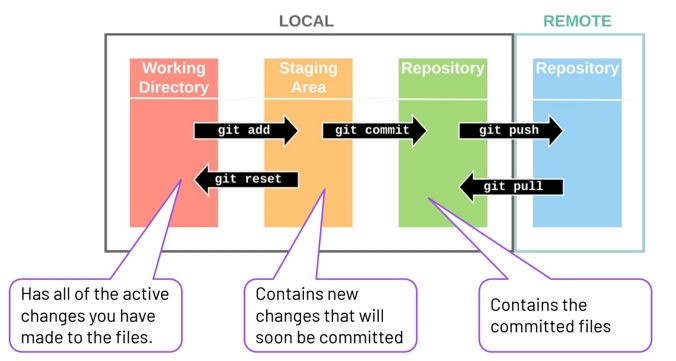 LOCAL
REMOTE
Working
Directory
Staging
Area
Repository
Repository
git add
git commit
git push
git reset
git pull
Has all of the active
changes you have
made to the files.
Contains new
changes that will
soon be committed
Contains the
committed files